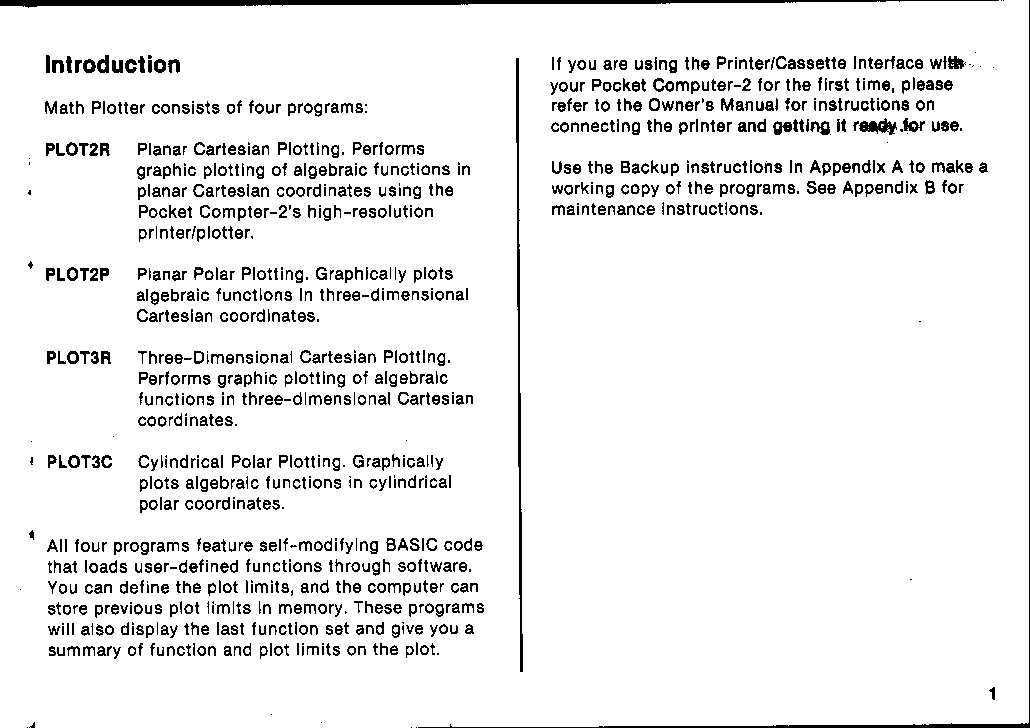 Introduction
Math Plotter consists of four programs:
PLOT2R Planar Cartesian Plotting. Performs
graphic plotting of algebraic functions in
planar Cartesian coordinates using the
Pocket Compter-2's high-resolution
printer/plotter.
PLOT2P Planar Polar Plotting. Graphically plots
algebraic functions in three-dimensional
Cartesian coordinates.
PLOT3R Three-Dimensional Cartesian Plotting.
Performs graphic plotting of algebraic
functions in three-dimensional Cartesian
coordinates.
PLOT3C Cylindrical Polar Plotting. Graphically
plots algebraic functions in cylindrical
polar coordinates.
All four programs feature self-modifying BASIC code
that loads user-defined functions through software.
You can define the plot limits, and the computer can
store previous plot limits in memory. These programs
will also display the last function set and give you a
summary of function and plot limits on the plot.
If you are using the Printer/Cassette Interface with
your Pocket Computer-2 for the first time, please
refer to the Owner's Manual for instructions on
connecting the printer and getting it ready for use.
Use the Backup instructions in Appendix A to make a
working copy of the programs. See Appendix B for
maintenance instructions.
1